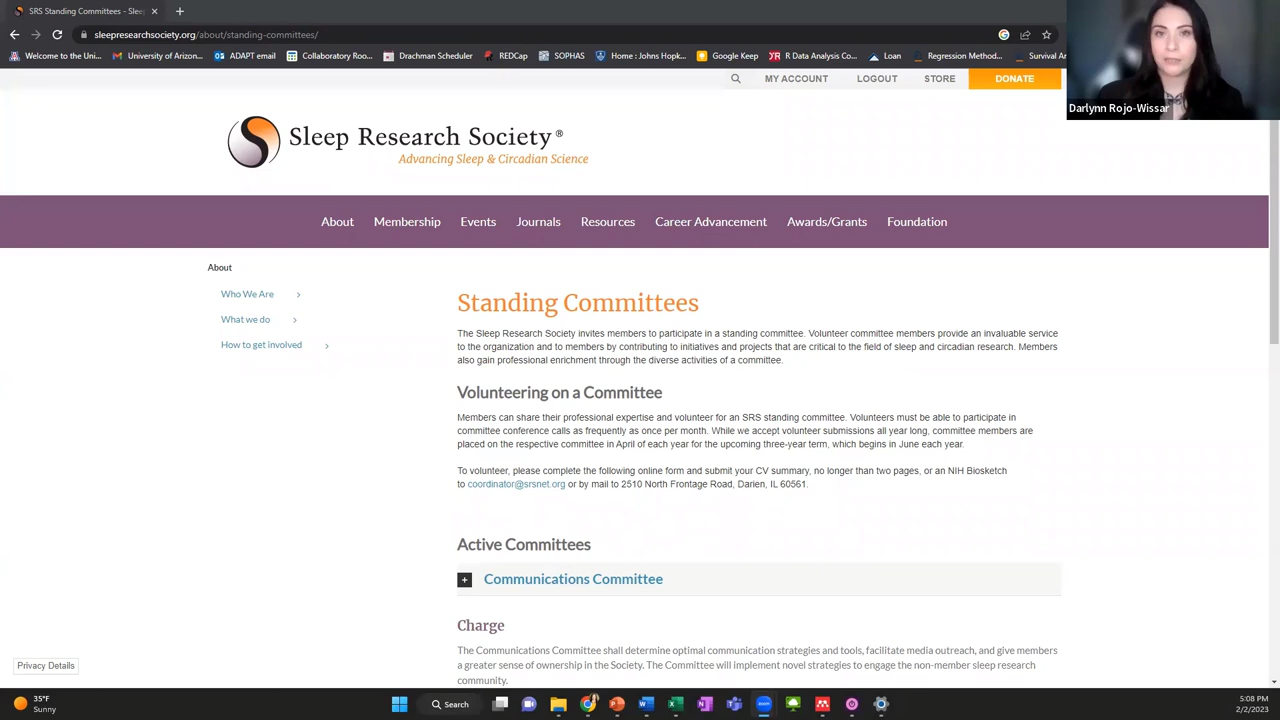 SRS Standing Committees - Slee
sleepresearchsociety.org/about/standing-committees/
Welcome to the Uni...
University of Arizon...
ADAPT email
Collaboratory Roo...
Drachman Scheduler
REDCap
SOPHAS
Home : Johns Hopk...
Google Keep
R Data Analysis Co...
Loan
Regression Method...
Survival An
MY ACCOUNT
LOGOUT
STORE
DONATE
Darlynn Rojo-Wissar
Sleep Research Society®
Advancing Sleep & Circadian Science
About
Membership
Events
Journals
Resources
Career Advancement
Awards/Grants
Foundation
About
Who We Are
What we do
How to get involved
Standing Committees
The Sleep Research Society invites members to participate in a standing committee. Volunteer committee members provide an invaluable service
to the organization and to members by contributing to initiatives and projects that are critical to the field of sleep and circadian research. Members
also gain professional enrichment through the diverse activities of a committee.
Volunteering on a Committee
Members can share their professional expertise and volunteer for an SRS standing committee. Volunteers must be able to participate in
committee conference calls as frequently as once per month. While we accept volunteer submissions all year long, committee members are
placed on the respective committee in April of each year for the upcoming three-year term, which begins in June each year.
To volunteer, please complete the following online form and submit your CV summary, no longer than two pages, or an NIH Biosketch
to coordinator@srsnet.org or by mail to 2510 North Frontage Road, Darien, IL 60561.
Active Committees
Communications Committee
Charge
The Communications Committee shall determine optimal communication strategies and tools, facilitate media outreach, and give members
a greater sense of ownership in the Society. The Committee will implement novel strategies to engage the non-member sleep research
community.
Privacy Details
35°F
Sunny
Search
5:08 PM
2/2/2023